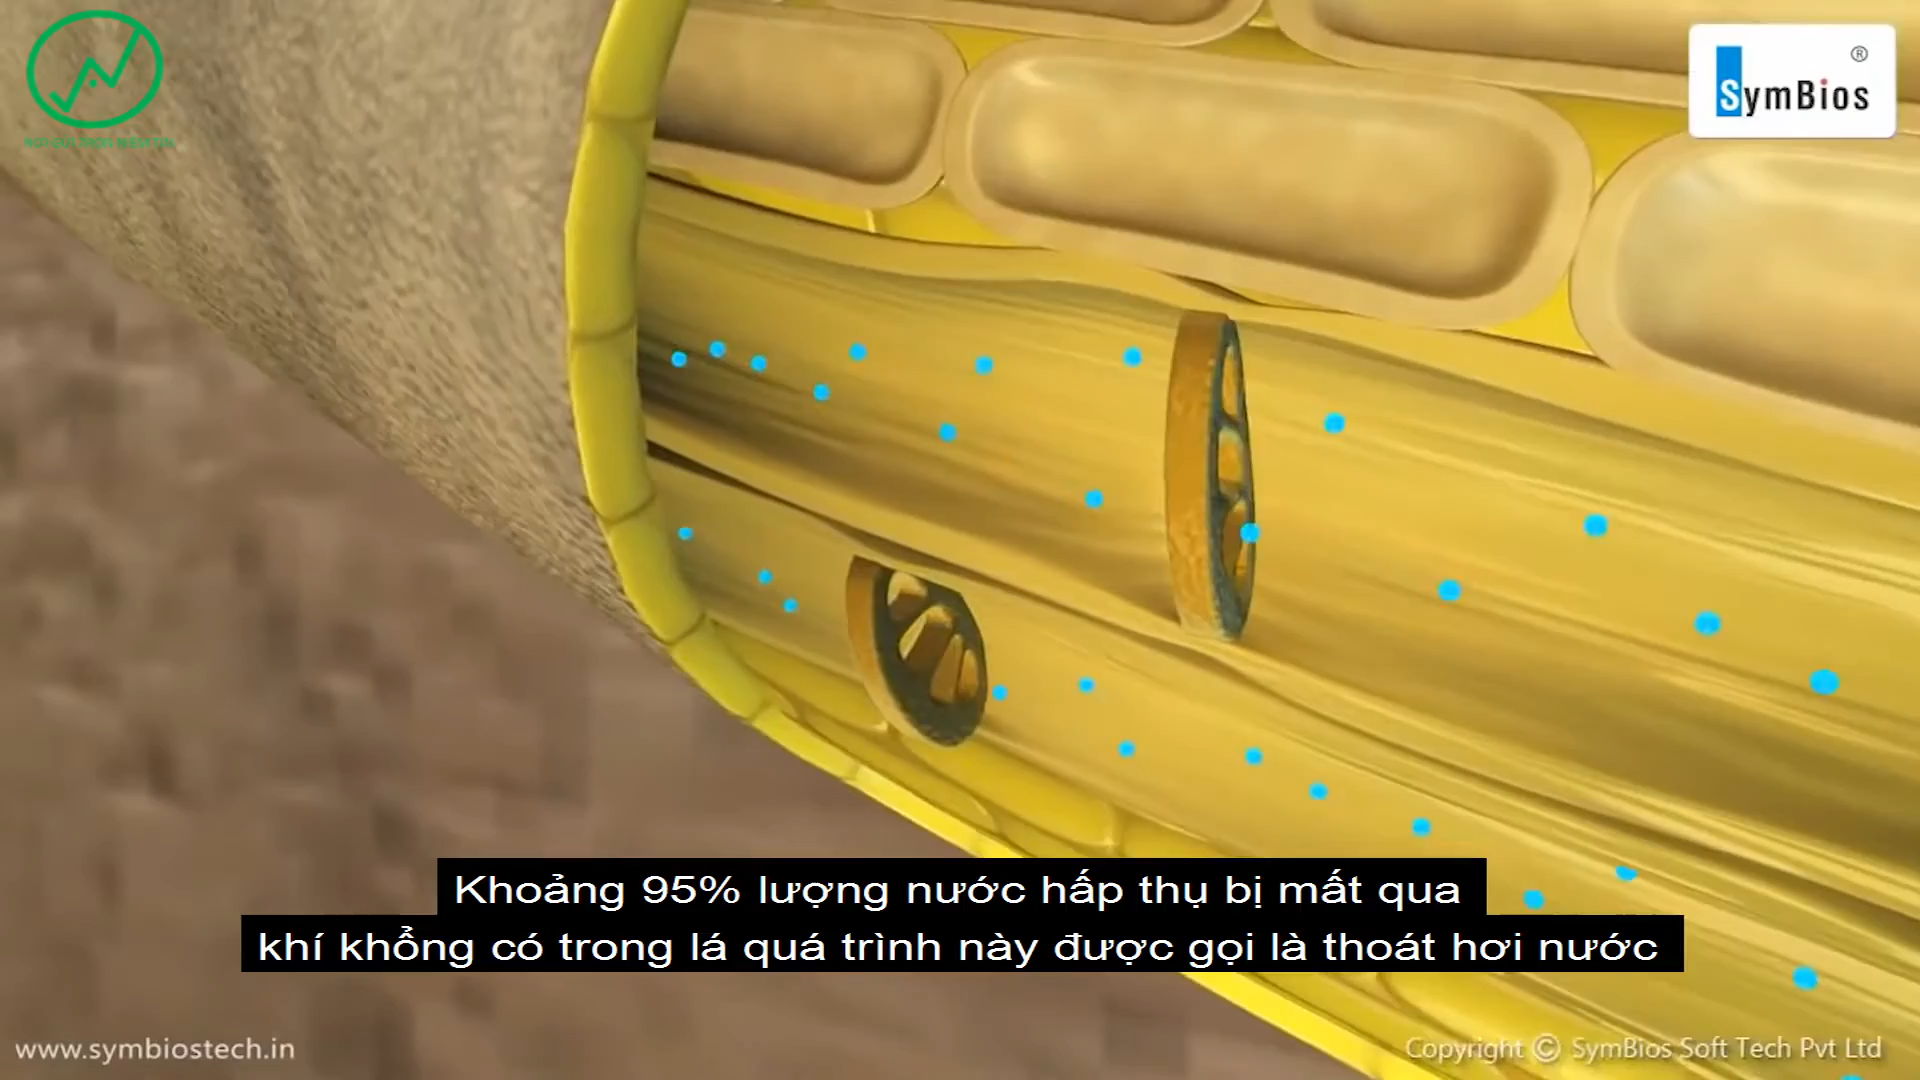 SymBios ®
Khoảng 95% lượng nước hấp thụ bị mất qua
khí khổng có trong lá quá trình này được gọi là thoát hơi nước
www.symbiostech.in
Copyright © SymBios Soft Tech Pvt Ltd